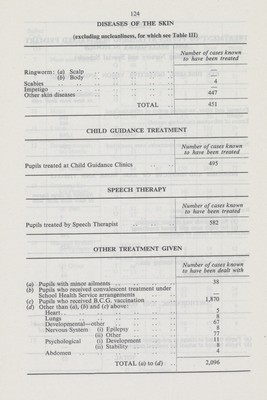 124
DISEASES OF THE SKIN
(excluding uncleanliness, for which see Table III)
Number of cases known
to have been treated
Ringworm: (a) Scalp —
(b) Body —
Scabies 4
Impetigo —
Other skin diseases 447
TOTAL .. 451
CHILD GUIDANCE TREATMENT
Number of cases known
to have been treated
Pupils treated at Child Guidance Clinics 495
SPEECH THERAPY
Number of cases known
to have been treated
Pupils treated by Speech Therapist 582
OTHER TREATMENT GIVEN
Number of cases known
to have been dealt with
(a) Pupils with minor ailments 38
(b) Pupils who received convalescent treatment under
School Health Service arrangements —
(c) Pupils who received B.C.G. vaccination 1,870
(d) Other than (a), (b) and (c) above:
Heart 5
Lungs 8
Developmental—other 67
Nervous System (i) Epilepsy 8
(ii) Other 77
Psychological (i) Development 11
(ii) Stability 8
Abdomen 4
TOTAL (a) to (d) .. 2,096